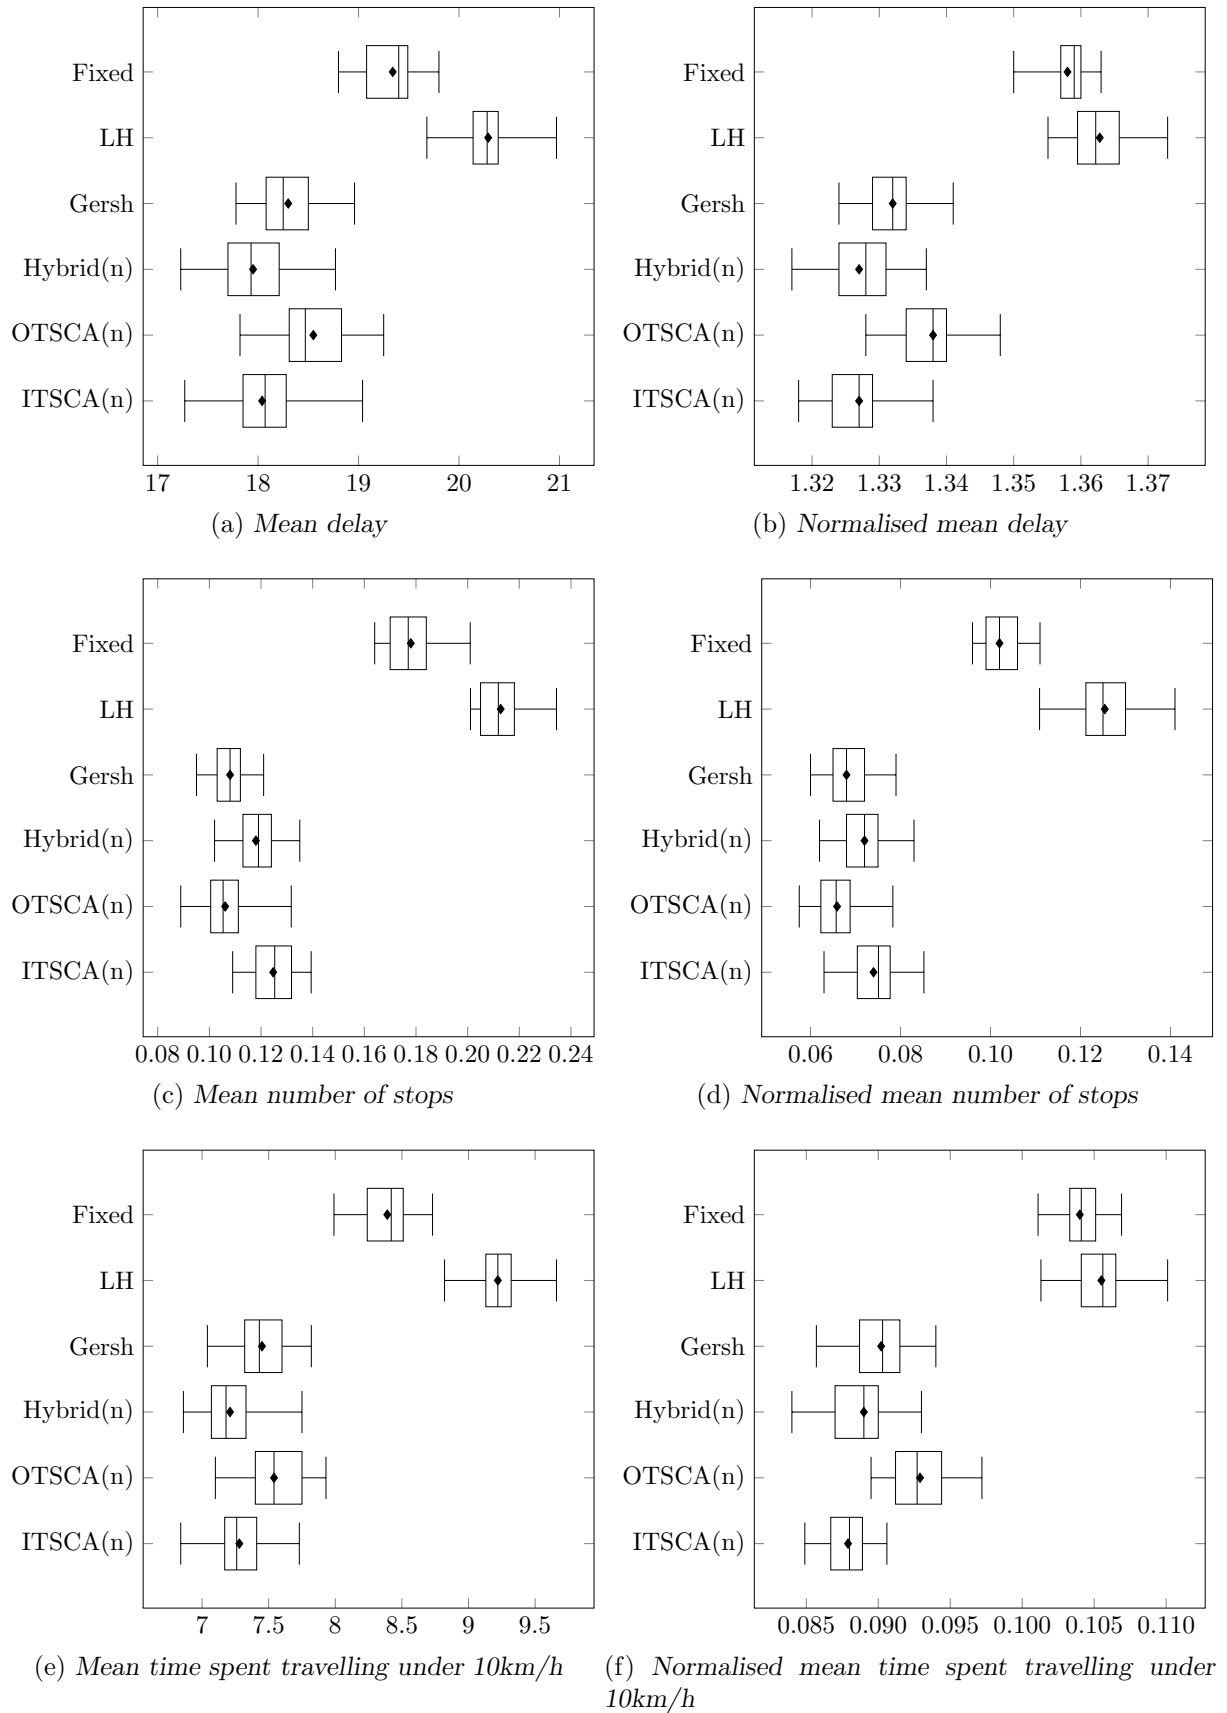 Fixed
LH
Gersh
Hybrid(n)
OTSCA(n)
ITSCA(n)
17 18 19 20 21
(a) Mean delay
Fixed
LH
Gersh
Hybrid(n)
OTSCA(n)
ITSCA(n)
1.32 1.33 1.34 1.35 1.36 1.37
(b) Normalised mean delay
Fixed
LH
Gersh
Hybrid(n)
OTSCA(n)
ITSCA(n)
0.08 0.10 0.12 0.14 0.16 0.18 0.20 0.22 0.24
(c) Mean number of stops
Fixed
LH
Gersh
Hybrid(n)
OTSCA(n)
ITSCA(n)
0.06 0.08 0.10 0.12 0.14
(d) Normalised mean number of stops
Fixed
LH
Gersh
Hybrid(n)
OTSCA(n)
ITSCA(n)
7 7.5 8 8.5 9 9.5
(e) Mean time spent travelling under 10km/h
Fixed
LH
Gersh
Hybrid(n)
OTSCA(n)
ITSCA(n)
0.085 0.090 0.095 0.100 0.105 0.110
(f) Normalised mean time spent travelling under
10km/h